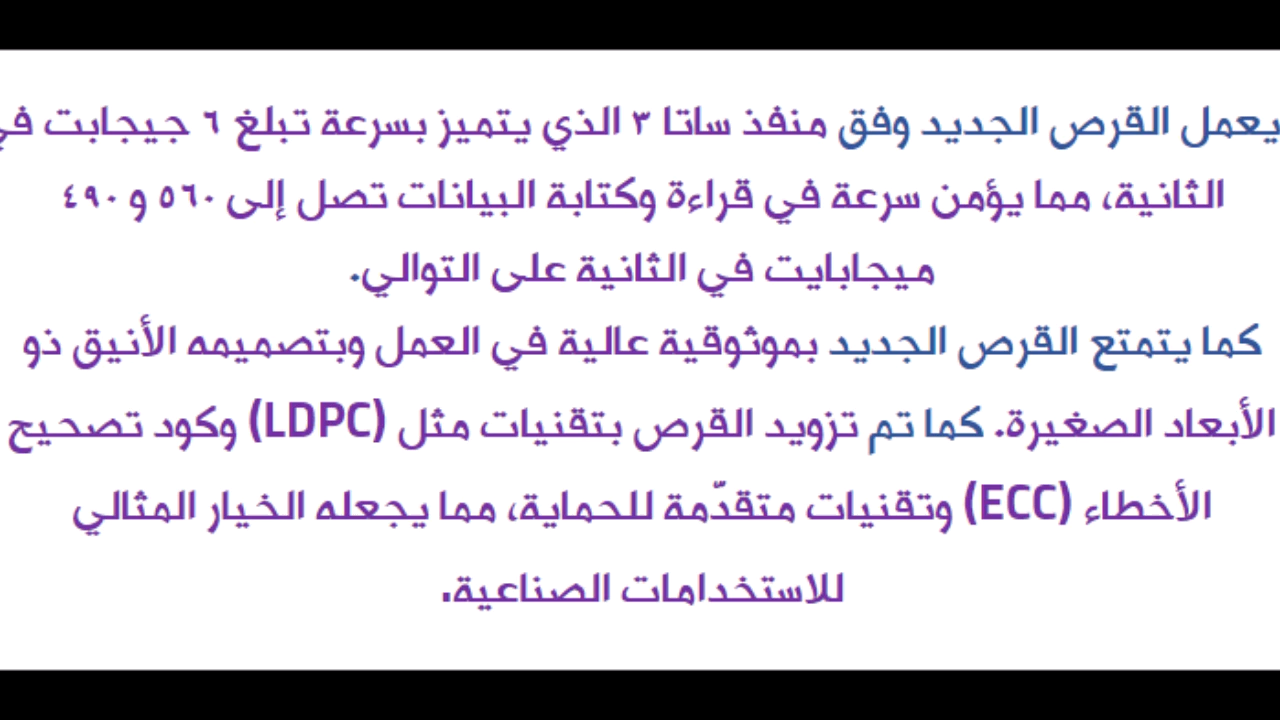 يعمل القرص الجديد وفق منفذ ساتا ٣ الذي يتميز بسرعة تبلغ ٦ جيجابت في
الثانية، مما يؤمن سرعة في قراءة وكتابة البيانات تصل إلى ٥٦٠ و ٤٩٠
ميجابايت في الثانية على التوالي.
كما يتمتع القرص الجديد بموثوقية عالية في العمل وبتصميمه الأنيق ذو
الأبعاد الصغيرة. كما تم تزويد القرص بتقنيات مثل (LDPC) وكود تصحيح
الأخطاء (ECC) وتقنيات متقدّمة للحماية، مما يجعله الخيار المثالي
للاستخدامات الصناعية.